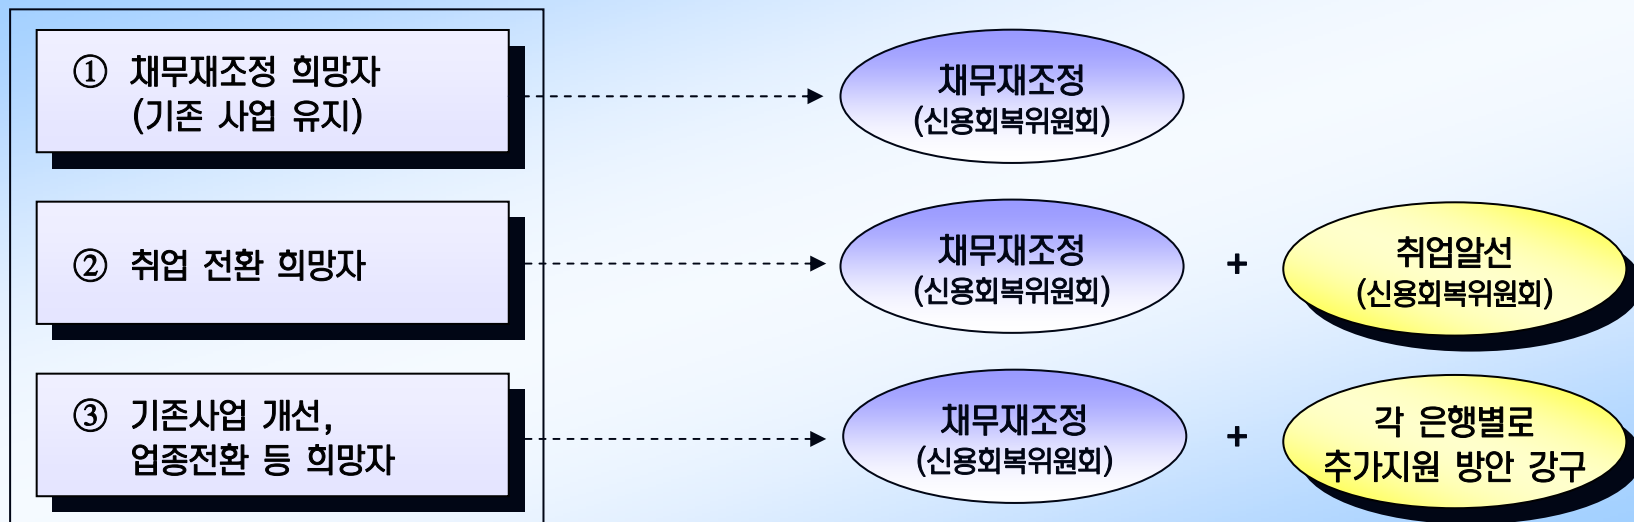 ① 채무재조정 희망자
(기존 사업 유지)
채무재조정
(신용회복위원회)
② 취업 전환 희망자
채무재조정
(신용회복위원회)
+
취업알선
(신용회복위원회)
③ 기존사업 개선,
업종전환 등 희망자
채무재조정
(신용회복위원회)
+
각 은행별로
추가지원 방안 강구